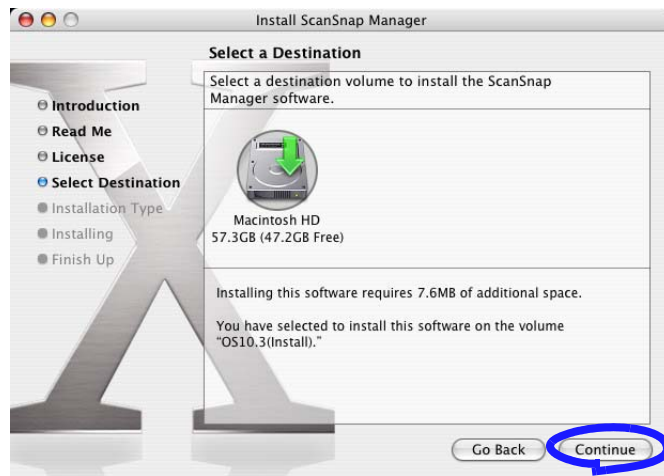 Install ScanSnap Manager
Select a Destination
Select a destination volume to install the ScanSnap
Manager software.
Introduction
Read Me
License
Select Destination
Installation Type
Installing
Finish Up
Macintosh HD
57.3GB (47.2GB Free)
Installing this software requires 7.6MB of additional space.
You have selected to install this software on the volume
“OS10.3(Install).”
Go Back
Continue